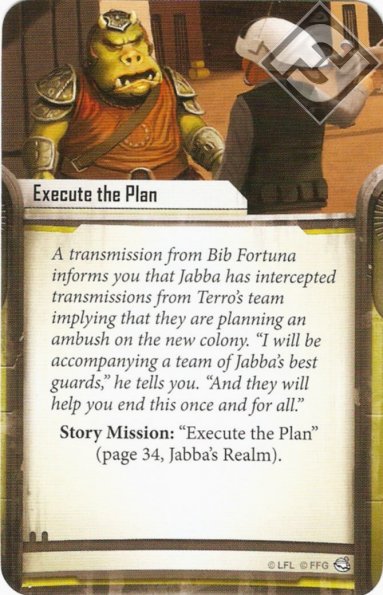 Execute the Plan
A transmission from Bib Fortuna
informs you that Jabba has intercepted
transmissions from Terro's team
implying that they are planning an
ambush on the new colony. “I will be
accompanying a team of Jabba's best
guards,” he tells you. “And they will
help you end this once and for all.”
Story Mission: “Execute the Plan”
(page 34, Jabba's Realm).
© LFL © FFG